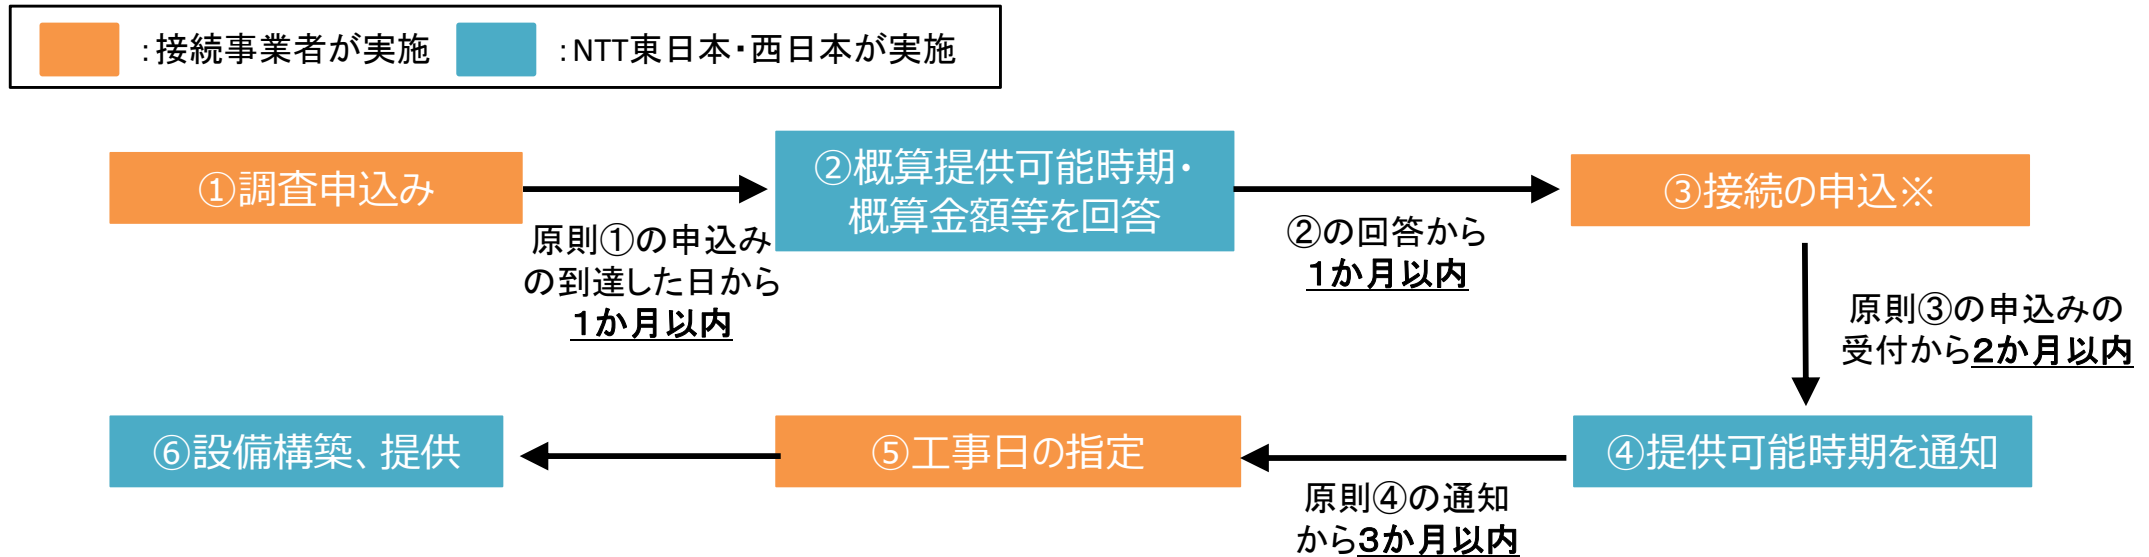 ：接続事業者が実施
：NTT東日本・西日本が実施
①調査申込み
原則①の申込み
の到達した日から
１か月以内
②概算提供可能時期・
概算金額等を回答
②の回答から
１か月以内
③接続の申込※
原則③の申込みの
受付から２か月以内
④提供可能時期を通知
原則④の通知
から３か月以内
⑤工事日の指定
⑥設備構築、提供